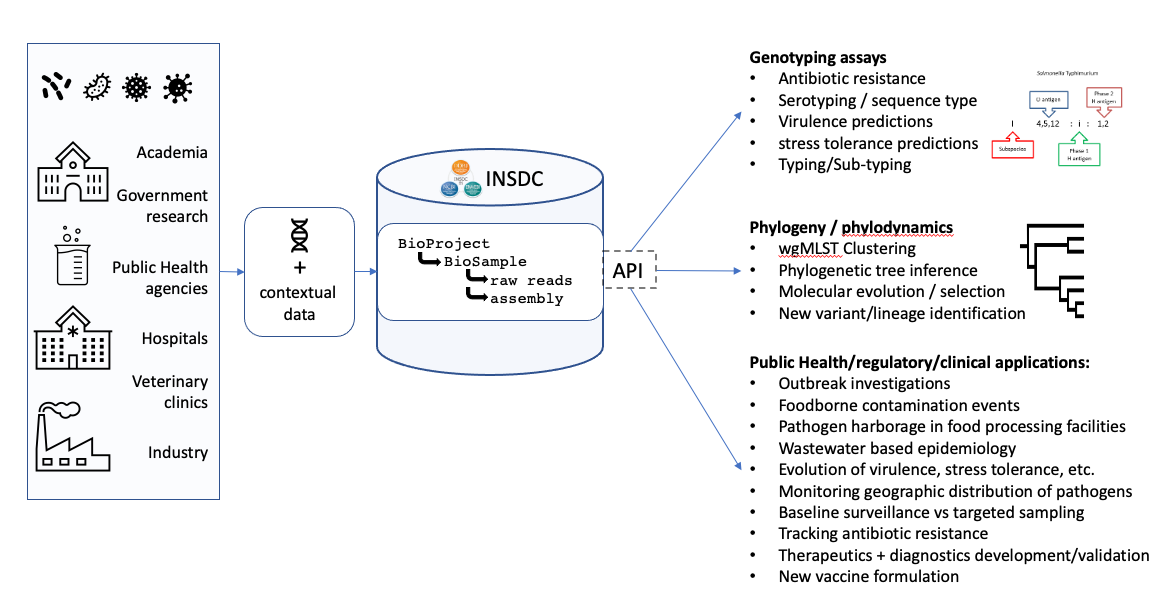 Academia
Government
research
Public Health
agencies
Hospitals
Veterinary
clinics
Industry
+
contextual
data
INSDC
BioProject
BioSample
raw reads
assembly
API
Genotyping assays
• Antibiotic resistance
• Serotyping / sequence type
• Virulence predictions
• stress tolerance predictions
• Typing/Sub-typing
Salmonella Typhimurium
O antigen
Phase 2
H antigen
I 4,5,12 : i : 1,2
Subspecies
Phase 1
H antigen
Phylogeny / phylodynamics
• wgMLST Clustering
• Phylogenetic tree inference
• Molecular evolution / selection
• New variant/lineage identification
Public Health/regulatory/clinical applications:
• Outbreak investigations
• Foodborne contamination events
• Pathogen harborage in food processing facilities
• Wastewater based epidemiology
• Evolution of virulence, stress tolerance, etc.
• Monitoring geographic distribution of pathogens
• Baseline surveillance vs targeted sampling
• Tracking antibiotic resistance
• Therapeutics + diagnostics development/validation
• New vaccine formulation